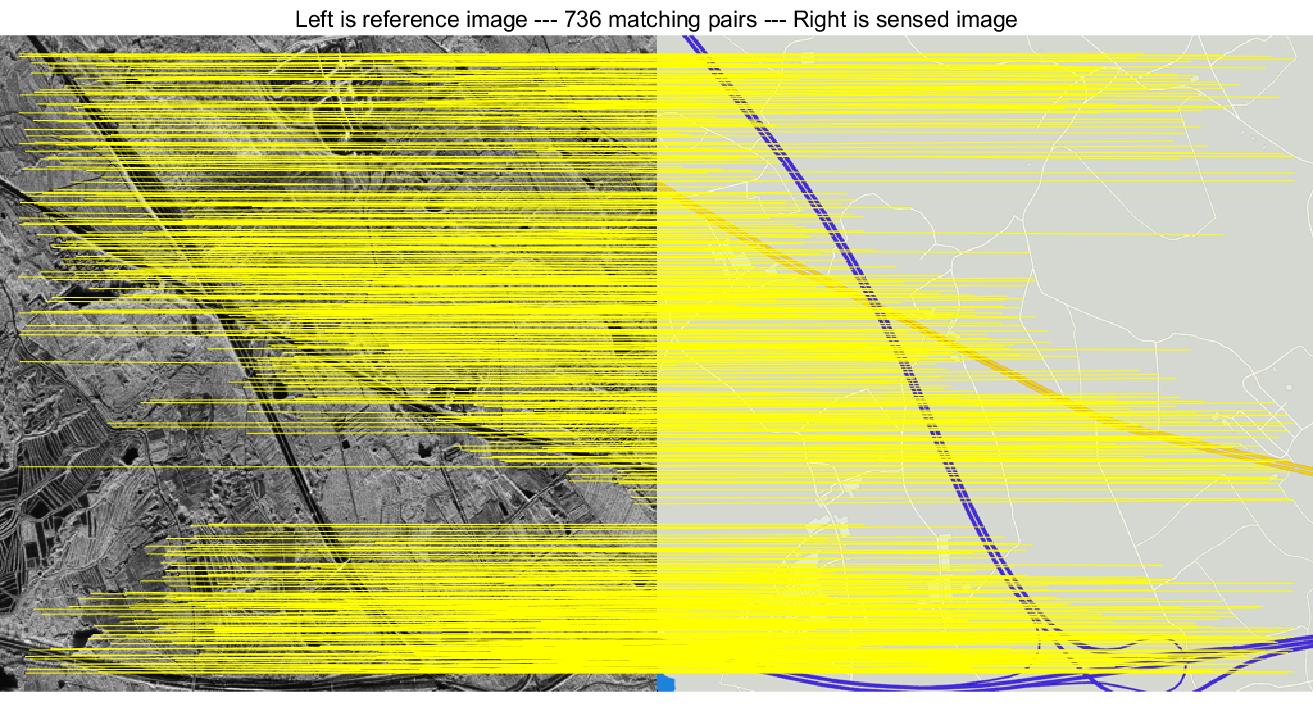 Left is reference image --- 736 matching pairs --- Right is sensed image